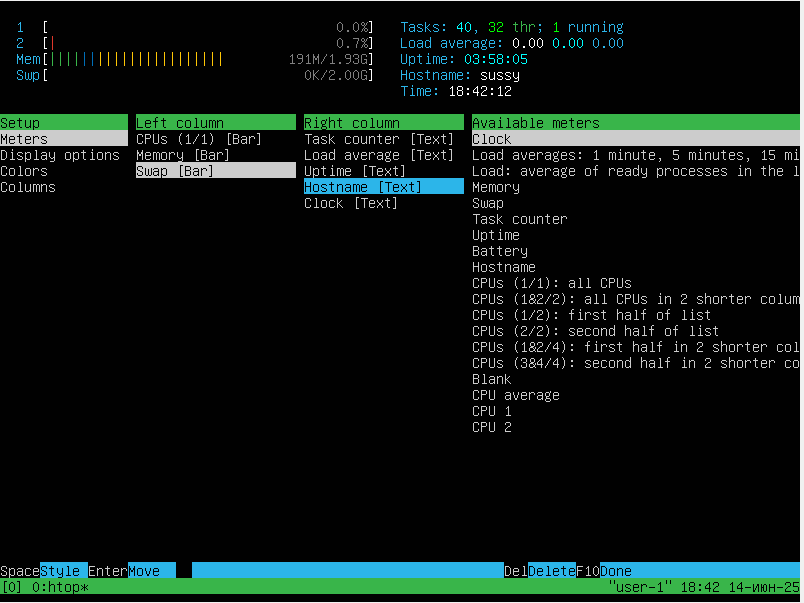 1 [ 0.0%] Tasks: 40, 32 thr; 1 running
2 [| 0.7%] Load average: 0.00 0.00 0.00
Mem[|||||||||||||||||||||| 191M/1.93G] Uptime: 03:58:05
Swp[ 0K/2.00G] Hostname: sussy
Time: 18:42:12
Setup Left column Right column Available meters
Meters CPUs (1/1) [Bar] Task counter [Text] Clock
Display options Memory [Bar] Load average [Text] Load averages: 1 minute, 5 minutes, 15 mi
Colors Swap [Bar] Uptime [Text] Load: average of ready processes in the l
Columns Hostname [Text] Memory
Clock [Text] Swap
Task counter
Uptime
Battery
Hostname
CPUs (1/1): all CPUs
CPUs (1&2/2): all CPUs in 2 shorter colum
CPUs (1/2): first half of list
CPUs (2/2): second half of list
CPUs (1&2/4): first half in 2 shorter col
CPUs (3&4/4): second half in 2 shorter co
Blank
CPU average
CPU 1
CPU 2
SpaceStyle EnterMove DelDeleteF10Done
[0] 0:htop* "user-1" 18:42 14-июн-25